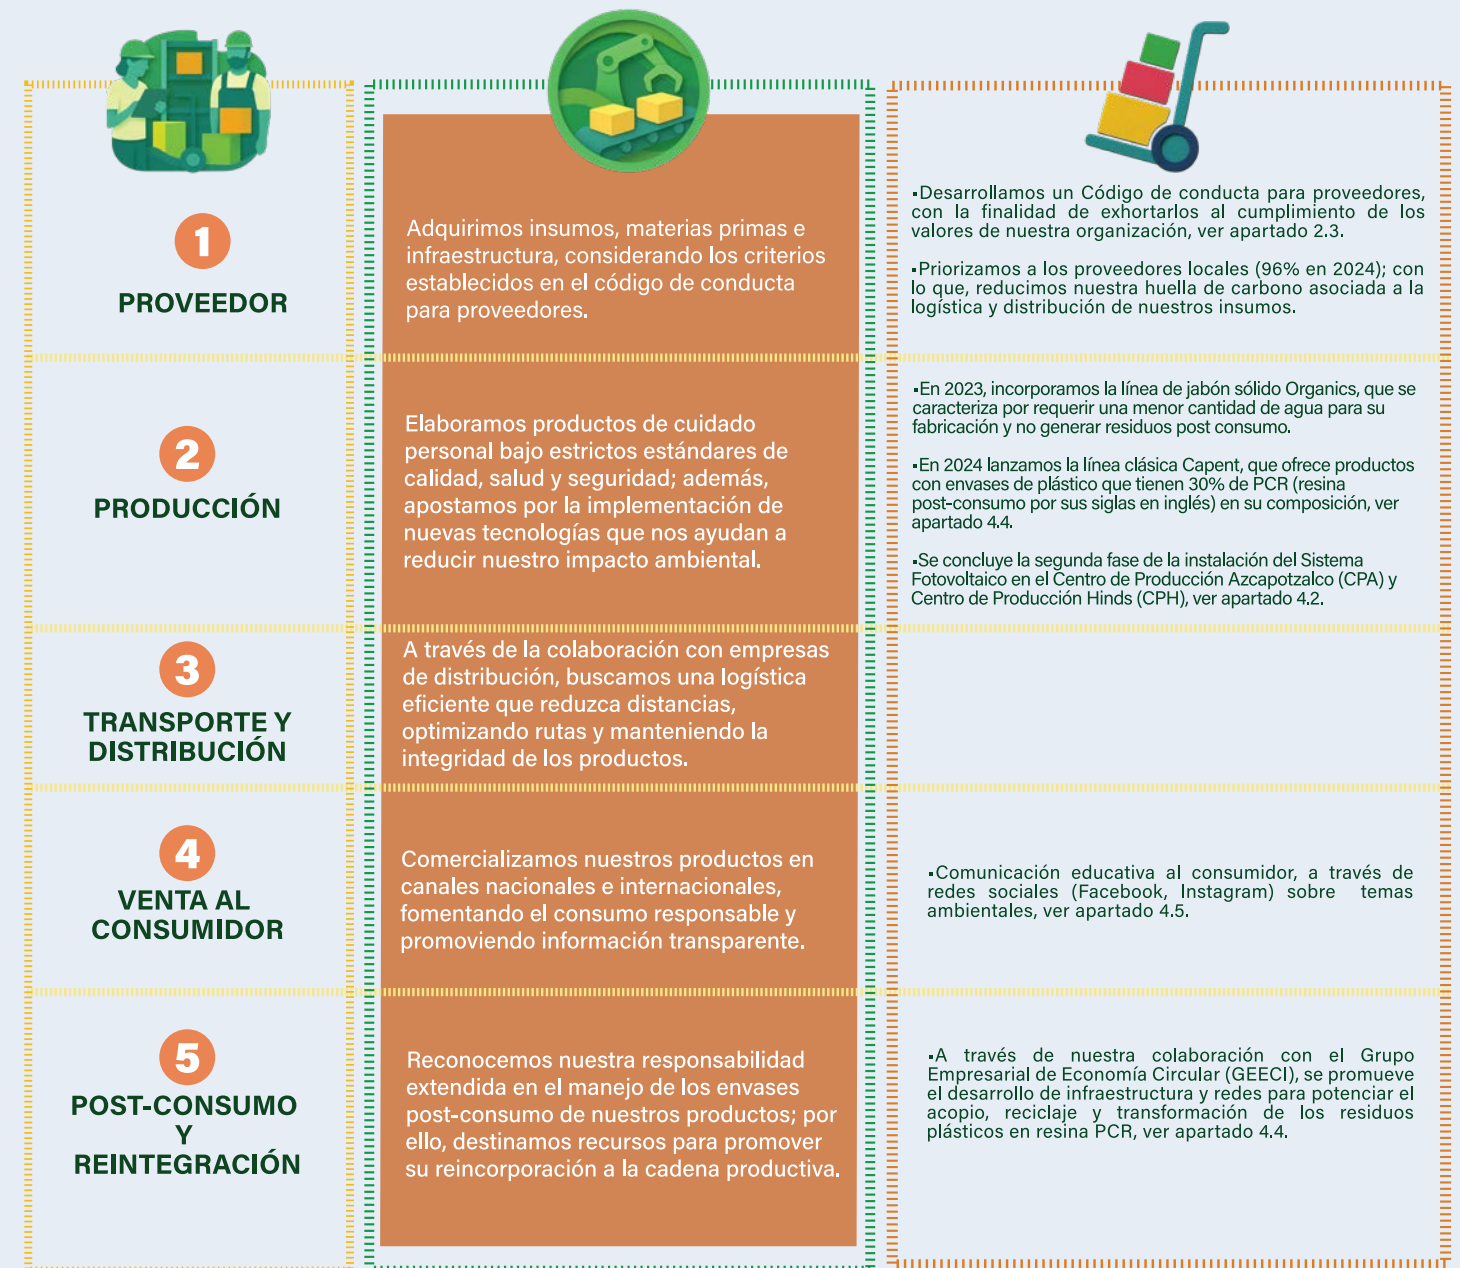 1
PROVEEDOR
Adquirimos insumos, materias primas e
infraestructura, considerando los criterios
establecidos en el código de conducta
para proveedores.
▪Desarrollamos un Código de conducta para proveedores,
con la finalidad de exhortarlos al cumplimiento de los
valores de nuestra organización, ver apartado 2.3.
▪Priorizamos a los proveedores locales (96% en 2024); con
lo que, reducimos nuestra huella de carbono asociada a la
logística y distribución de nuestros insumos.
2
PRODUCCIÓN
Elaboramos productos de cuidado
personal bajo estrictos estándares de
calidad, salud y seguridad; además,
apostamos por la implementación de
nuevas tecnologías que nos ayudan a
reducir nuestro impacto ambiental.
▪En 2023, incorporamos la línea de jabón sólido Organics, que se
caracteriza por requerir una menor cantidad de agua para su
fabricación y no generar residuos post consumo.
▪En 2024 lanzamos la línea clásica Capent, que ofrece productos
con envases de plástico que tienen 30% de PCR (resina
post-consumo por sus siglas en inglés) en su composición, ver
apartado 4.4.
▪Se concluye la segunda fase de la instalación del Sistema
Fotovoltaico en el Centro de Producción Azcapotzalco (CPA) y
Centro de Producción Hinds (CPH), ver apartado 4.2.
3
TRANSPORTE Y
DISTRIBUCIÓN
A través de la colaboración con empresas
de distribución, buscamos una logística
eficiente que reduzca distancias,
optimizando rutas y manteniendo la
integridad de los productos.
4
VENTA AL
CONSUMIDOR
Comercializamos nuestros productos en
canales nacionales e internacionales,
fomentando el consumo responsable y
promoviendo información transparente.
▪Comunicación educativa al consumidor, a través de
redes sociales (Facebook, Instagram) sobre temas
ambientales, ver apartado 4.5.
5
POST-CONSUMO
Y
REINTEGRACIÓN
Reconocemos nuestra responsabilidad
extendida en el manejo de los envases
post-consumo de nuestros productos; por
ello, destinamos recursos para promover
su reincorporación a la cadena productiva.
▪A través de nuestra colaboración con el Grupo
Empresarial de Economía Circular (GEECI), se promueve
el desarrollo de infraestructura y redes para potenciar el
acopio, reciclaje y transformación de los residuos
plásticos en resina PCR, ver apartado 4.4.